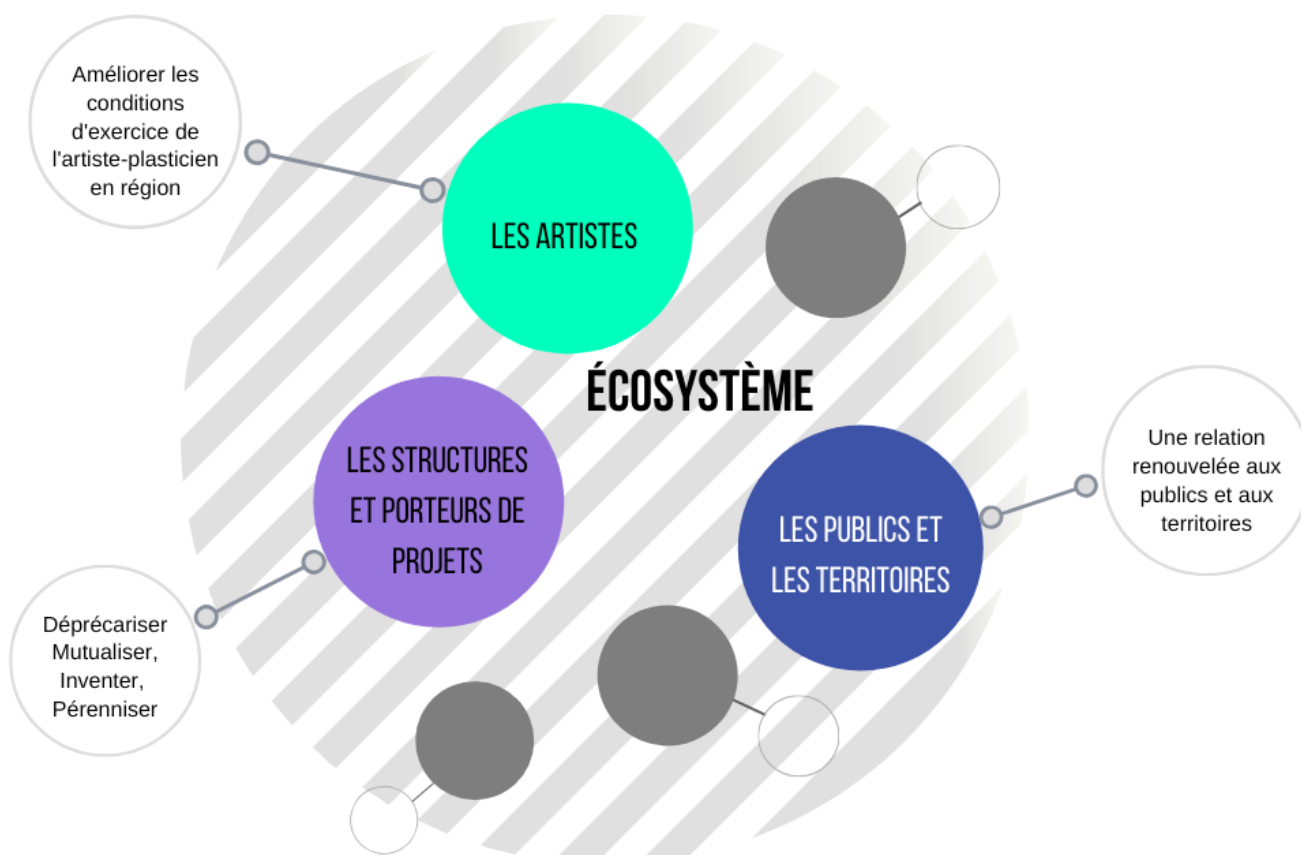 Améliorer les
conditions
d'exercice de
l'artiste-plasticien
en région
LES ARTISTES
ÉCOSYSTÈME
LES STRUCTURES
ET PORTEURS DE
PROJETS
Une relation
renouvelée aux
publics et aux
territoires
LES PUBLICS ET
LES TERRITOIRES
Déprécariser
Mutualiser,
Inventer,
Pérenniser